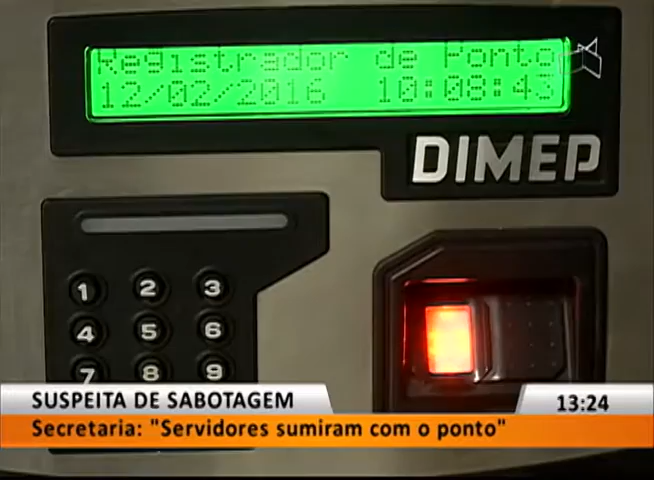 Registrador de Ponto
12/02/2016 10:08:43
DIMEP
1 2 3
4 5 6
7 8 9
SUSPEITA DE SABOTAGEM 13:24
Secretaria: "Servidores sumiram com o ponto"